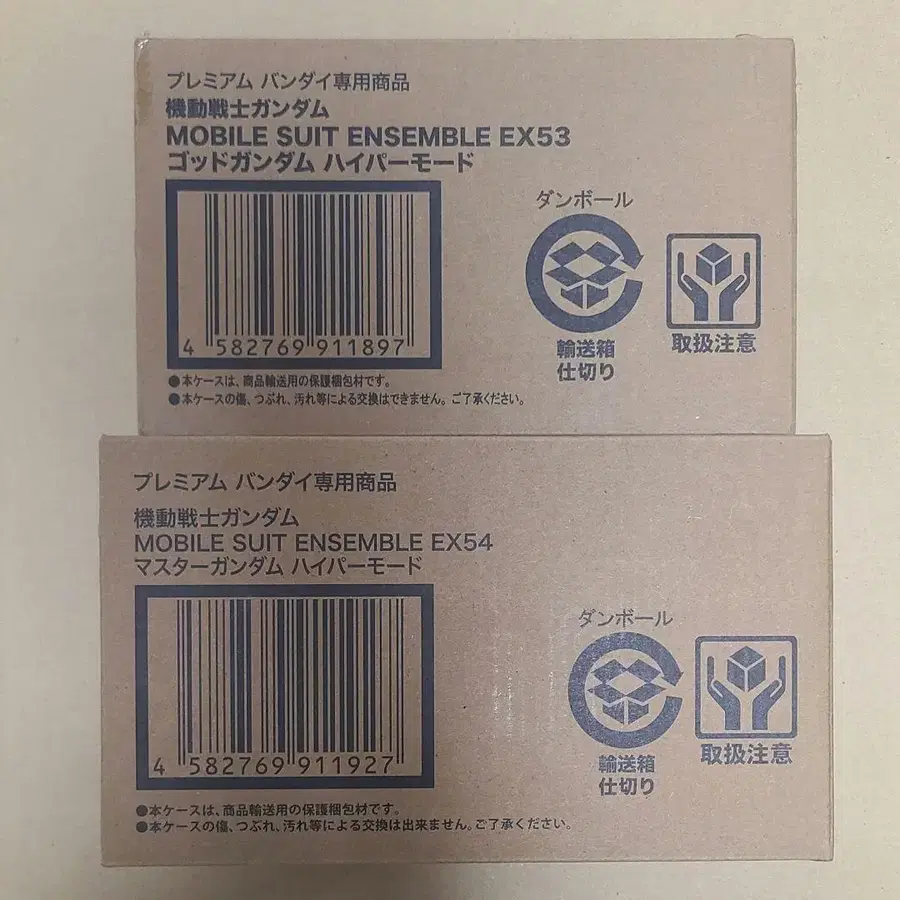 プレミアム バンダイ専用商品
機動戦士ガンダム
MOBILE SUIT ENSEMBLE EX53
ゴッドガンダム ハイパーモード
4 582769 911897
ダンボール
輸送箱
仕切り
取扱注意
●本ケースは、商品輸送用の保護梱包材です。
●本ケースの傷、つぶれ、汚れ等による交換はできません。ご了承ください。
プレミアム バンダイ専用商品
機動戦士ガンダム
MOBILE SUIT ENSEMBLE EX54
マスターガンダム ハイパーモード
4 582769 911927
ダンボール
輸送箱
仕切り
取扱注意
●本ケースは、商品輸送用の保護梱包材です。
●本ケースの傷、つぶれ、汚れ等による交換は出来ません。ご了承ください。